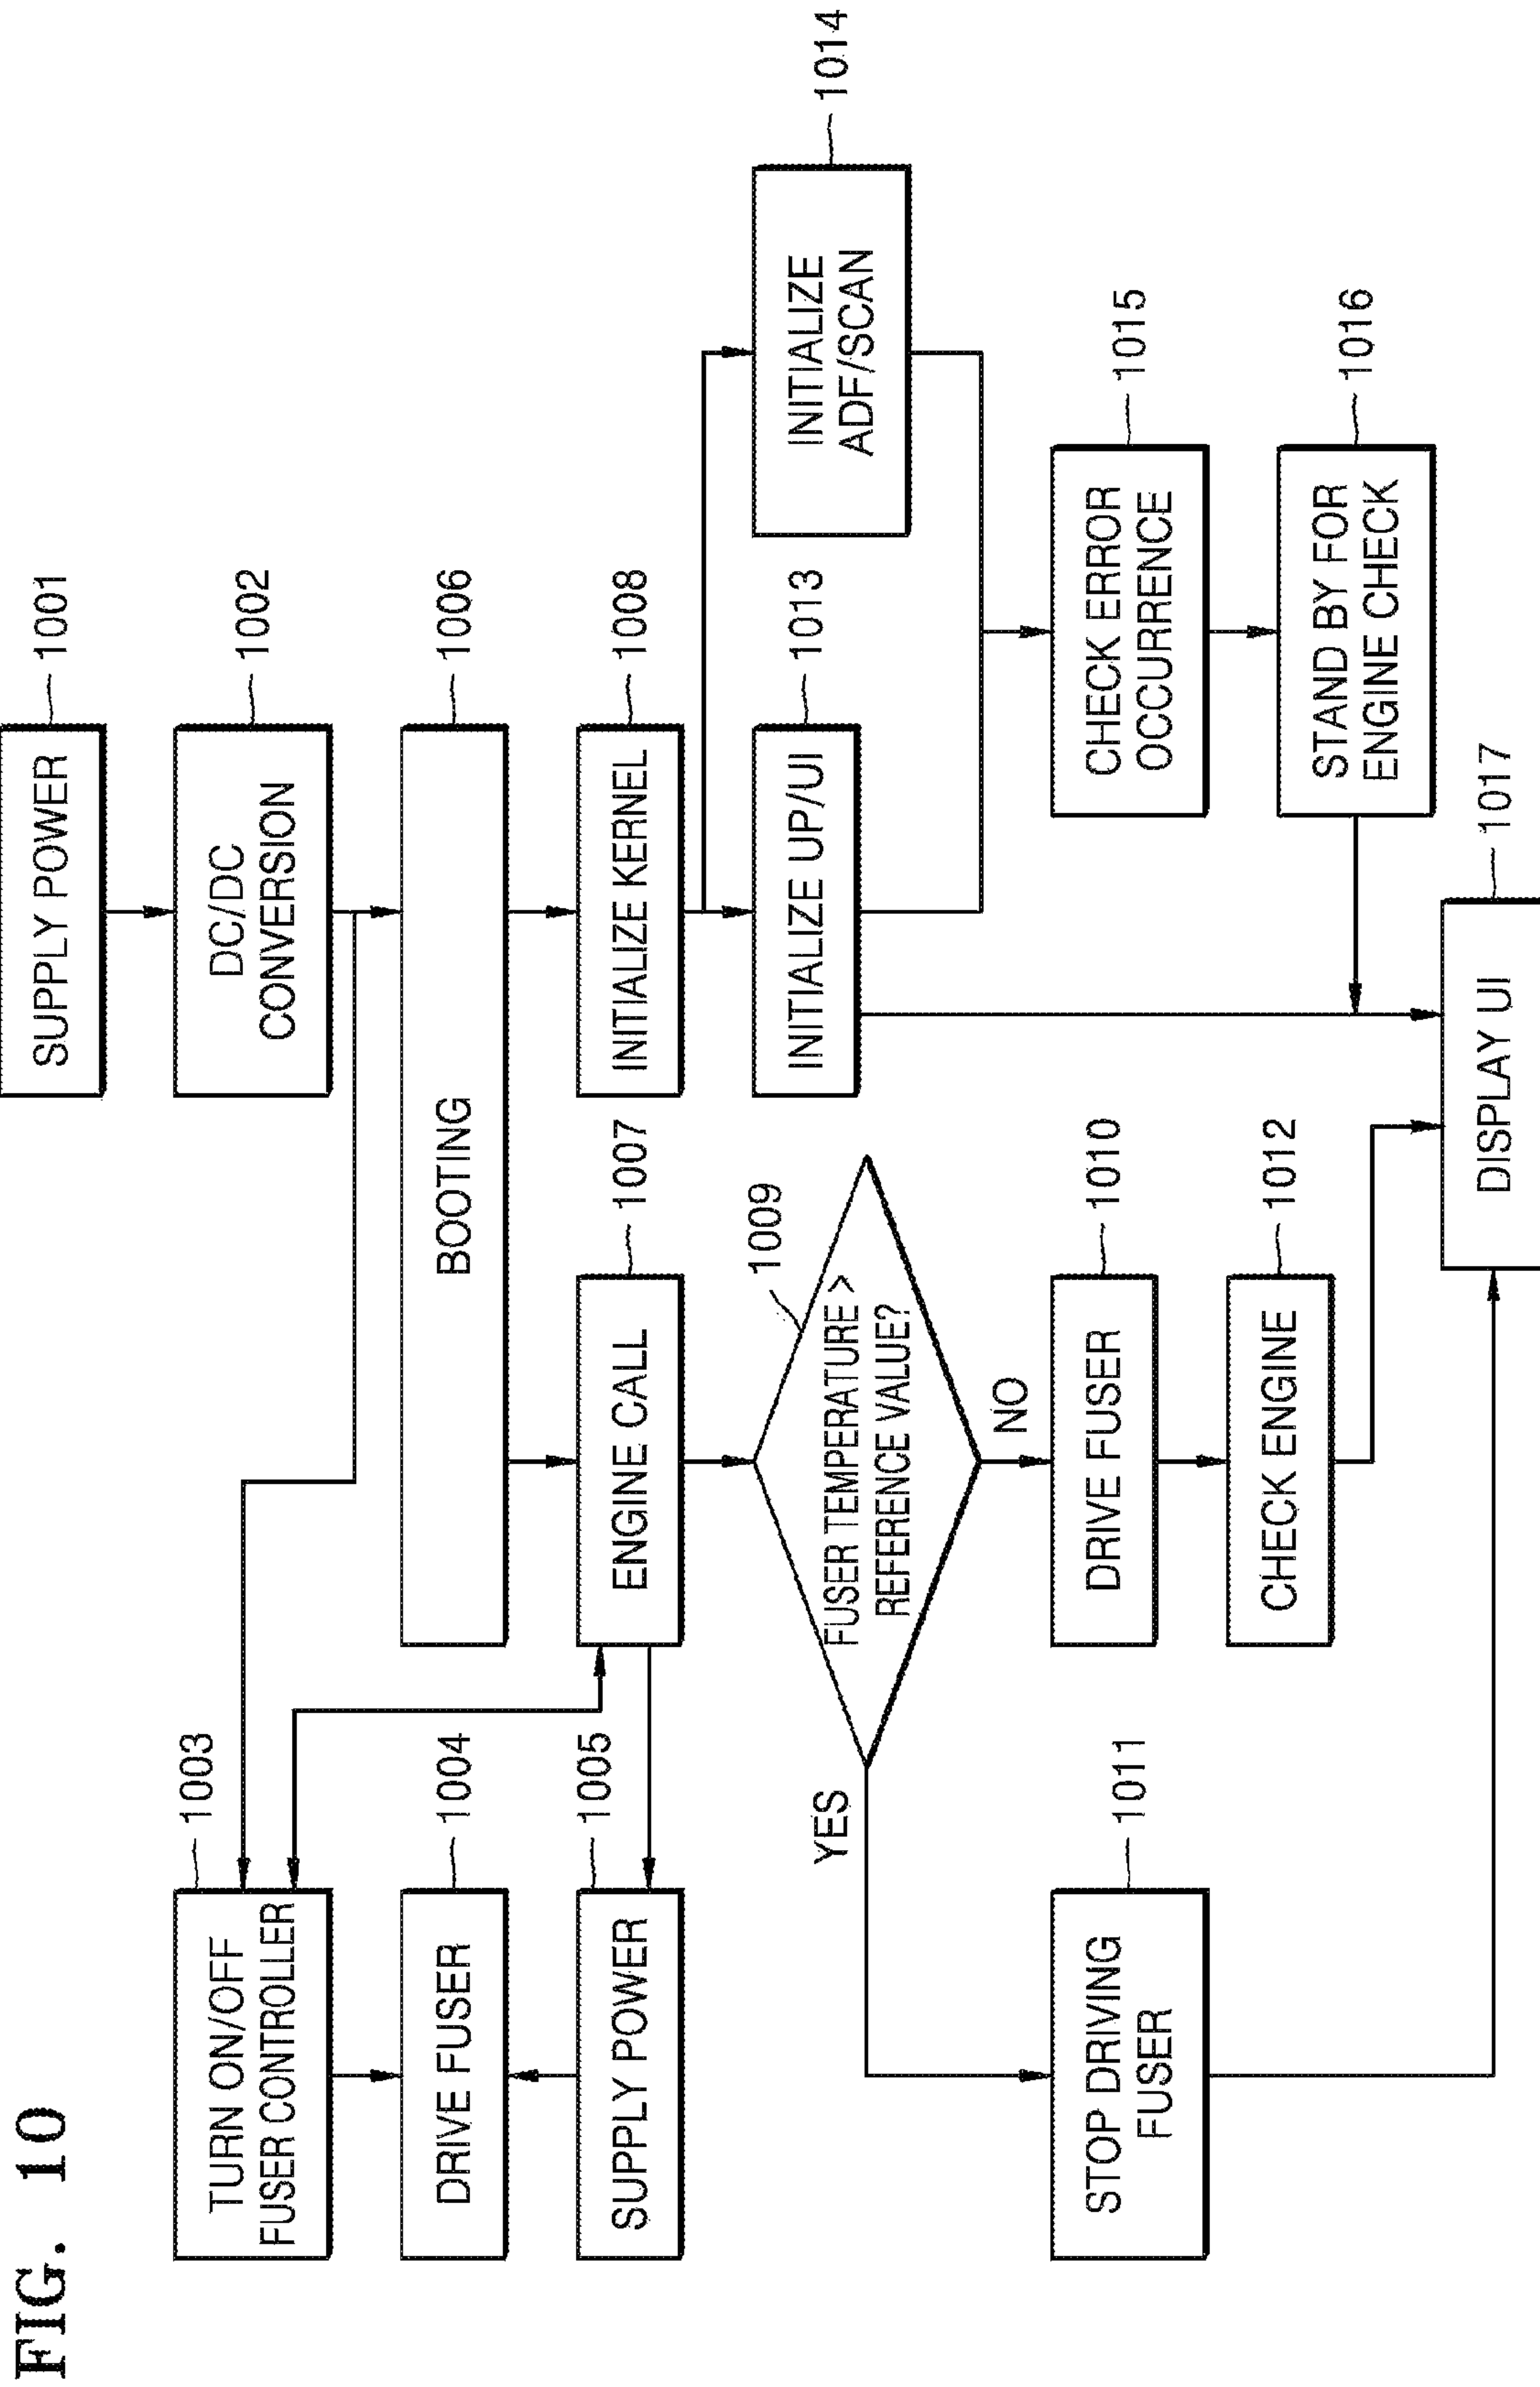 FIG. 10
SUPPLY POWER
1001
DC/DC
CONVERSION
1002
TURN ON/OFF
FUSER CONTROLLER
1003
DRIVE FUSER
1004
SUPPLY POWER
1005
BOOTING
1006
ENGINE CALL
1007
INITIALIZE KERNEL
1008
FUSER TEMPERATURE >
REFERENCE VALUE?
1009
YES
NO
INITIALIZE UP/UI
1013
INITIALIZE
ADF/SCAN
1014
STOP DRIVING
FUSER
1011
DRIVE FUSER
1010
CHECK ERROR
OCCURRENCE
1015
CHECK ENGINE
1012
STAND BY FOR
ENGINE CHECK
1016
DISPLAY UI
1017